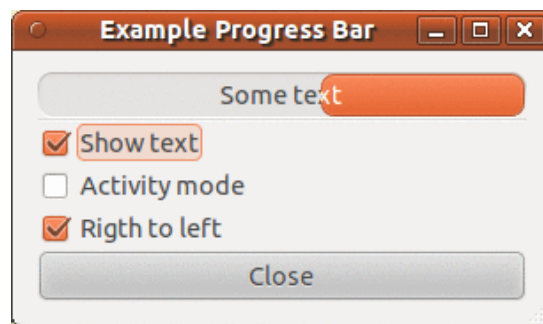 Example Progress Bar
Some text
Show text
Activity mode
Rigth to left
Close